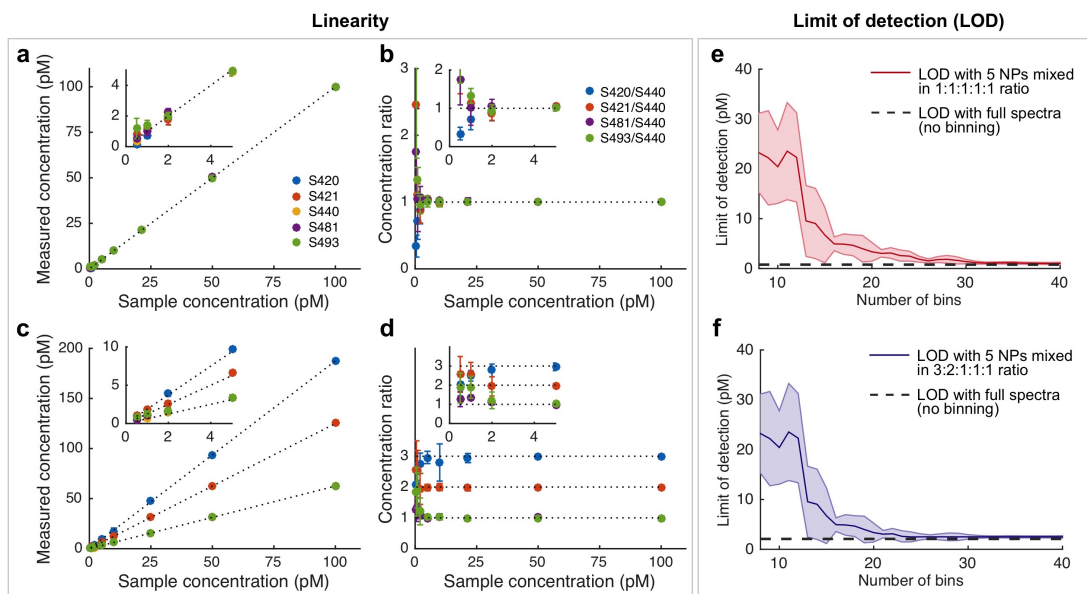 Linearity
Limit of detection (LOD)
a
Measured concentration (pM)
100
75
50
25
0
4
2
0
0
2
4
S420
S421
S440
S481
S493
0
25
50
75
100
Sample concentration (pM)
b
Concentration ratio
3
2
1
0
2
1
0
0
2
4
S420/S440
S421/S440
S481/S440
S493/S440
0
25
50
75
100
Sample concentration (pM)
e
Limit of detection (pM)
40
30
20
10
0
LOD with 5 NPs mixed
in 1:1:1:1:1 ratio
LOD with full spectra
(no binning)
10
20
30
40
Number of bins
c
Measured concentration (pM)
200
150
100
50
0
10
5
0
0
2
4
0
25
50
75
100
Sample concentration (pM)
d
Concentration ratio
3
2
1
0
3
2
1
0
0
2
4
0
25
50
75
100
Sample concentration (pM)
f
Limit of detection (pM)
40
30
20
10
0
LOD with 5 NPs mixed
in 3:2:1:1:1 ratio
LOD with full spectra
(no binning)
10
20
30
40
Number of bins